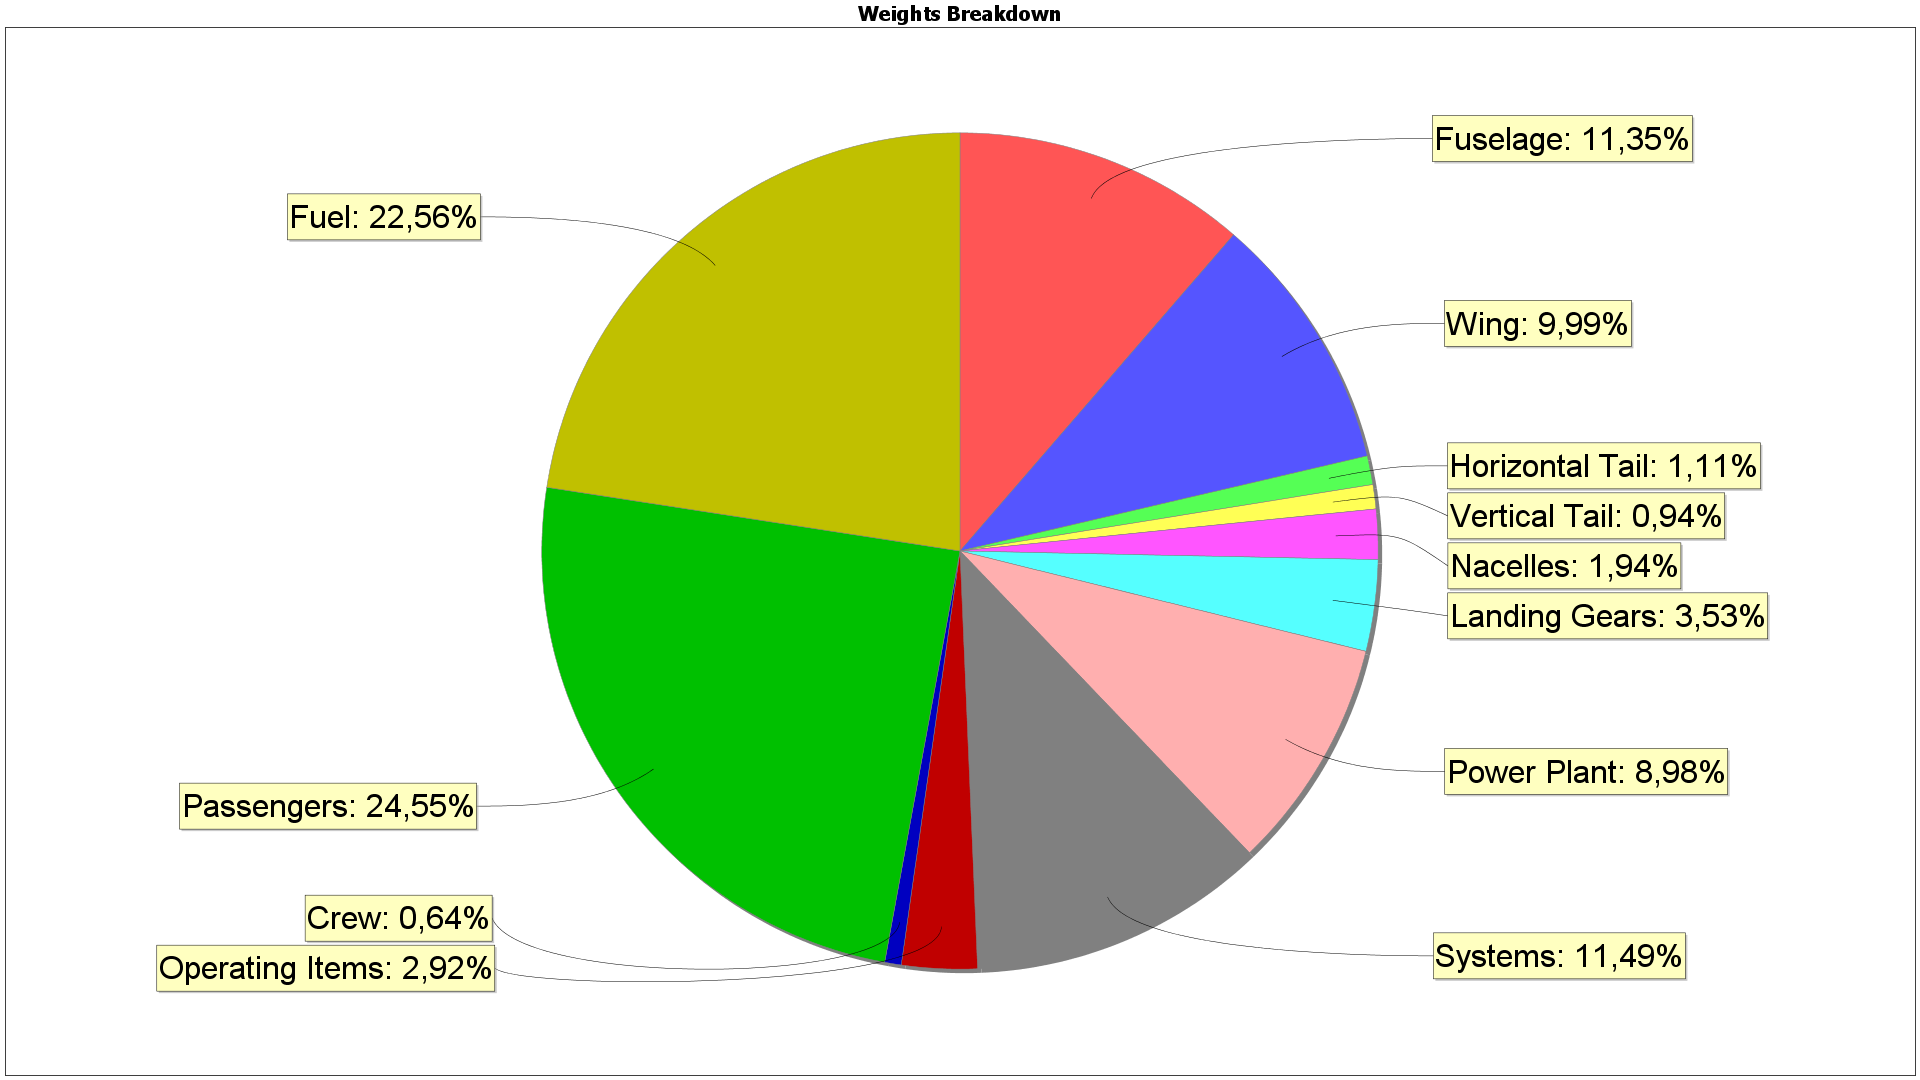 Weights Breakdown
Fuselage: 11,35%
Fuel: 22,56%
Wing: 9,99%
Horizontal Tail: 1,11%
Vertical Tail: 0,94%
Nacelles: 1,94%
Landing Gears: 3,53%
Power Plant: 8,98%
Passengers: 24,55%
Crew: 0,64%
Systems: 11,49%
Operating Items: 2,92%